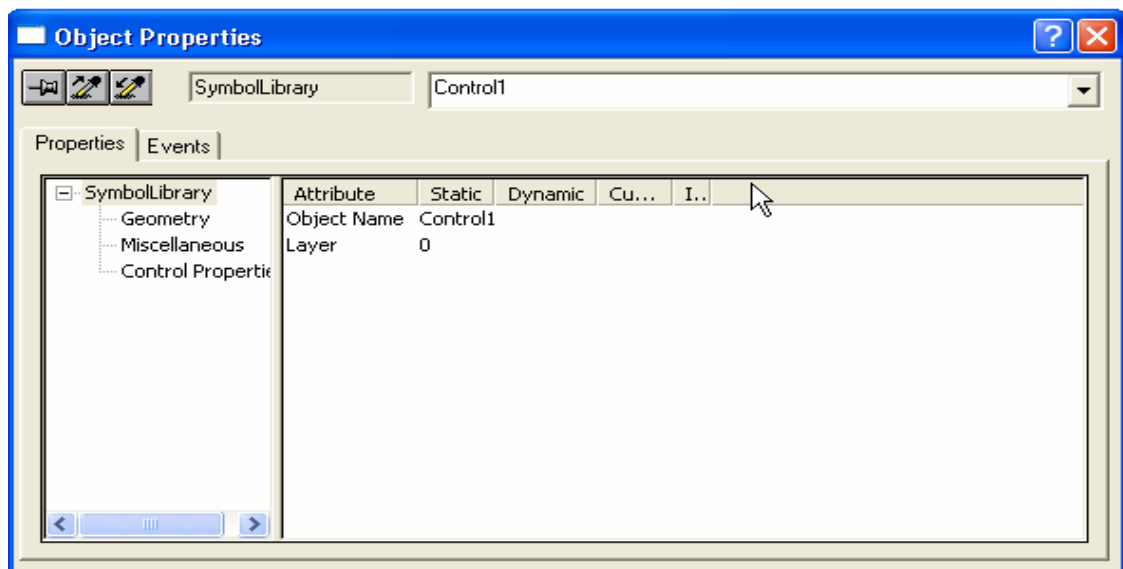 Object Properties
SymbolLibrary Control1
Properties Events
SymbolLibrary
Geometry
Miscellaneous
Control Propertie
Attribute Static Dynamic Cu... I..
Object Name Control1
Layer 0